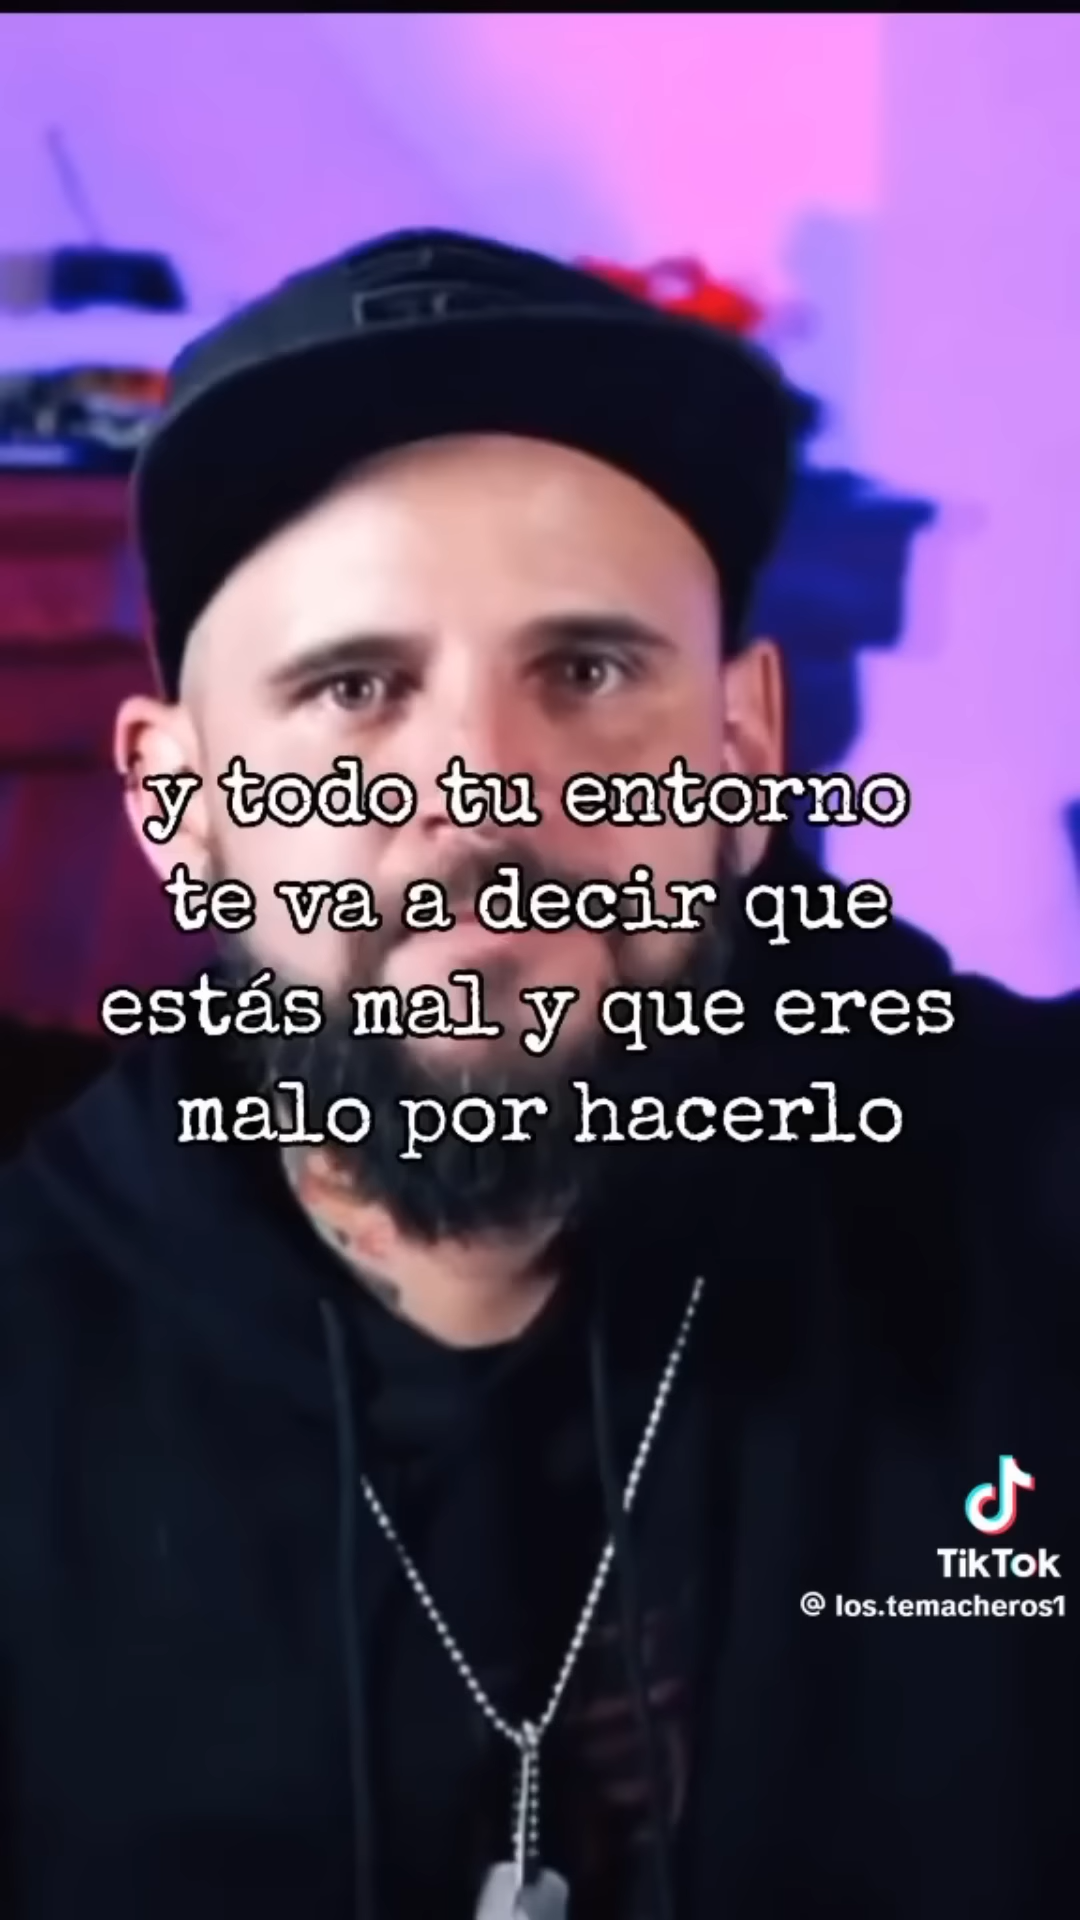 y todo tu entorno
te va a decir que
estás mal y que eres
malo por hacerlo
TikTok
@ los.temacheros1